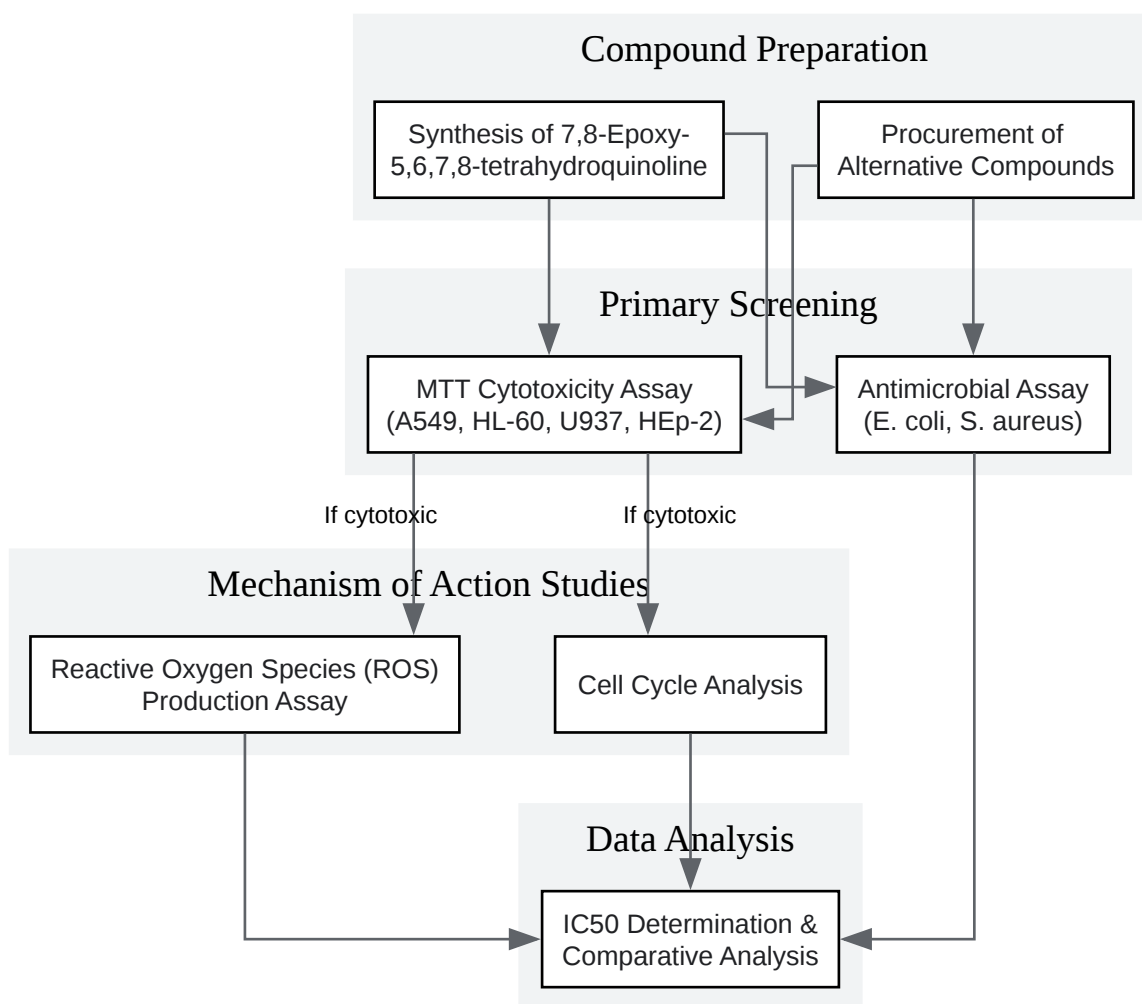 Compound Preparation
Synthesis of 7,8-Epoxy-
5,6,7,8-tetrahydroquinoline
Procurement of
Alternative Compounds
Primary Screening
MTT Cytotoxicity Assay
(A549, HL-60, U937, HEp-2)
Antimicrobial Assay
(E. coli, S. aureus)
If cytotoxic
If cytotoxic
Mechanism of Action Studies
Reactive Oxygen Species (ROS)
Production Assay
Cell Cycle Analysis
Data Analysis
IC50 Determination &
Comparative Analysis